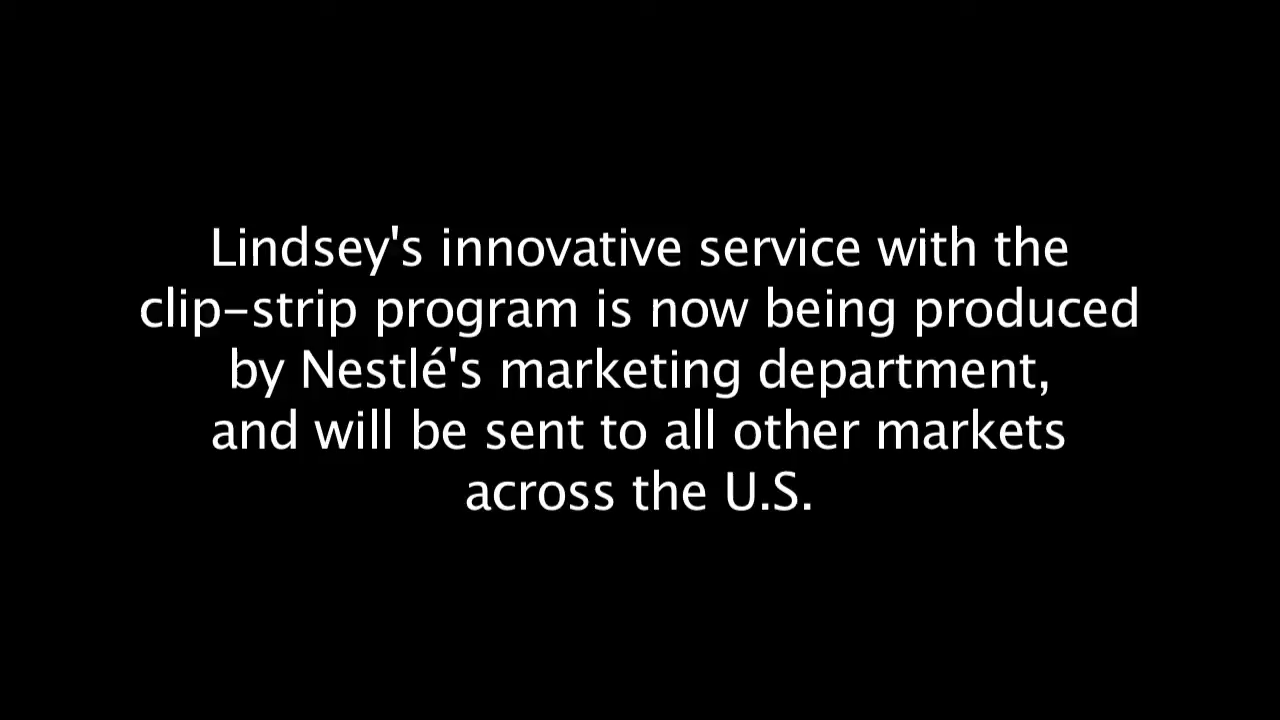 Lindsey's innovative service with the
clip-strip program is now being produced
by Nestlé's marketing department,
and will be sent to all other markets
across the U.S.